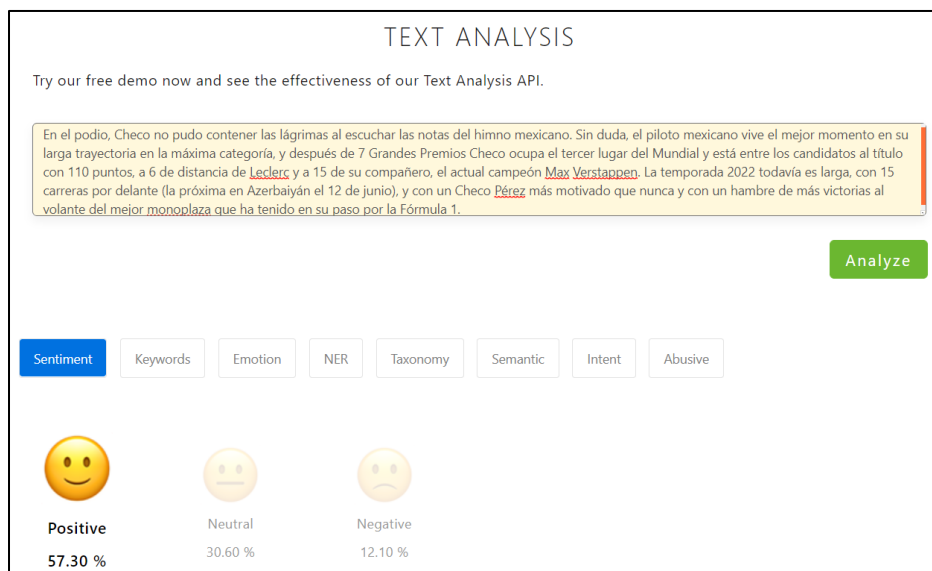 TEXT ANALYSIS
Try our free demo now and see the effectiveness of our Text Analysis API.
En el podio, Checo no pudo contener las lágrimas al escuchar las notas del himno mexicano. Sin duda, el piloto mexicano vive el mejor momento en su
larga trayectoria en la máxima categoría, y después de 7 Grandes Premios Checo ocupa el tercer lugar del Mundial y está entre los candidatos al título
con 110 puntos, a 6 de distancia de Leclerc y a 15 de su compañero, el actual campeón Max Verstappen. La temporada 2022 todavía es larga, con 15
carreras por delante (la próxima en Azerbaiyán el 12 de junio), y con un Checo Pérez más motivado que nunca y con un hambre de más victorias al
volante del mejor monoplaza que ha tenido en su paso por la Fórmula 1.
Analyze
Sentiment Keywords Emotion NER Taxonomy Semantic Intent Abusive
Positive Neutral Negative
57.30 % 30.60 % 12.10 %